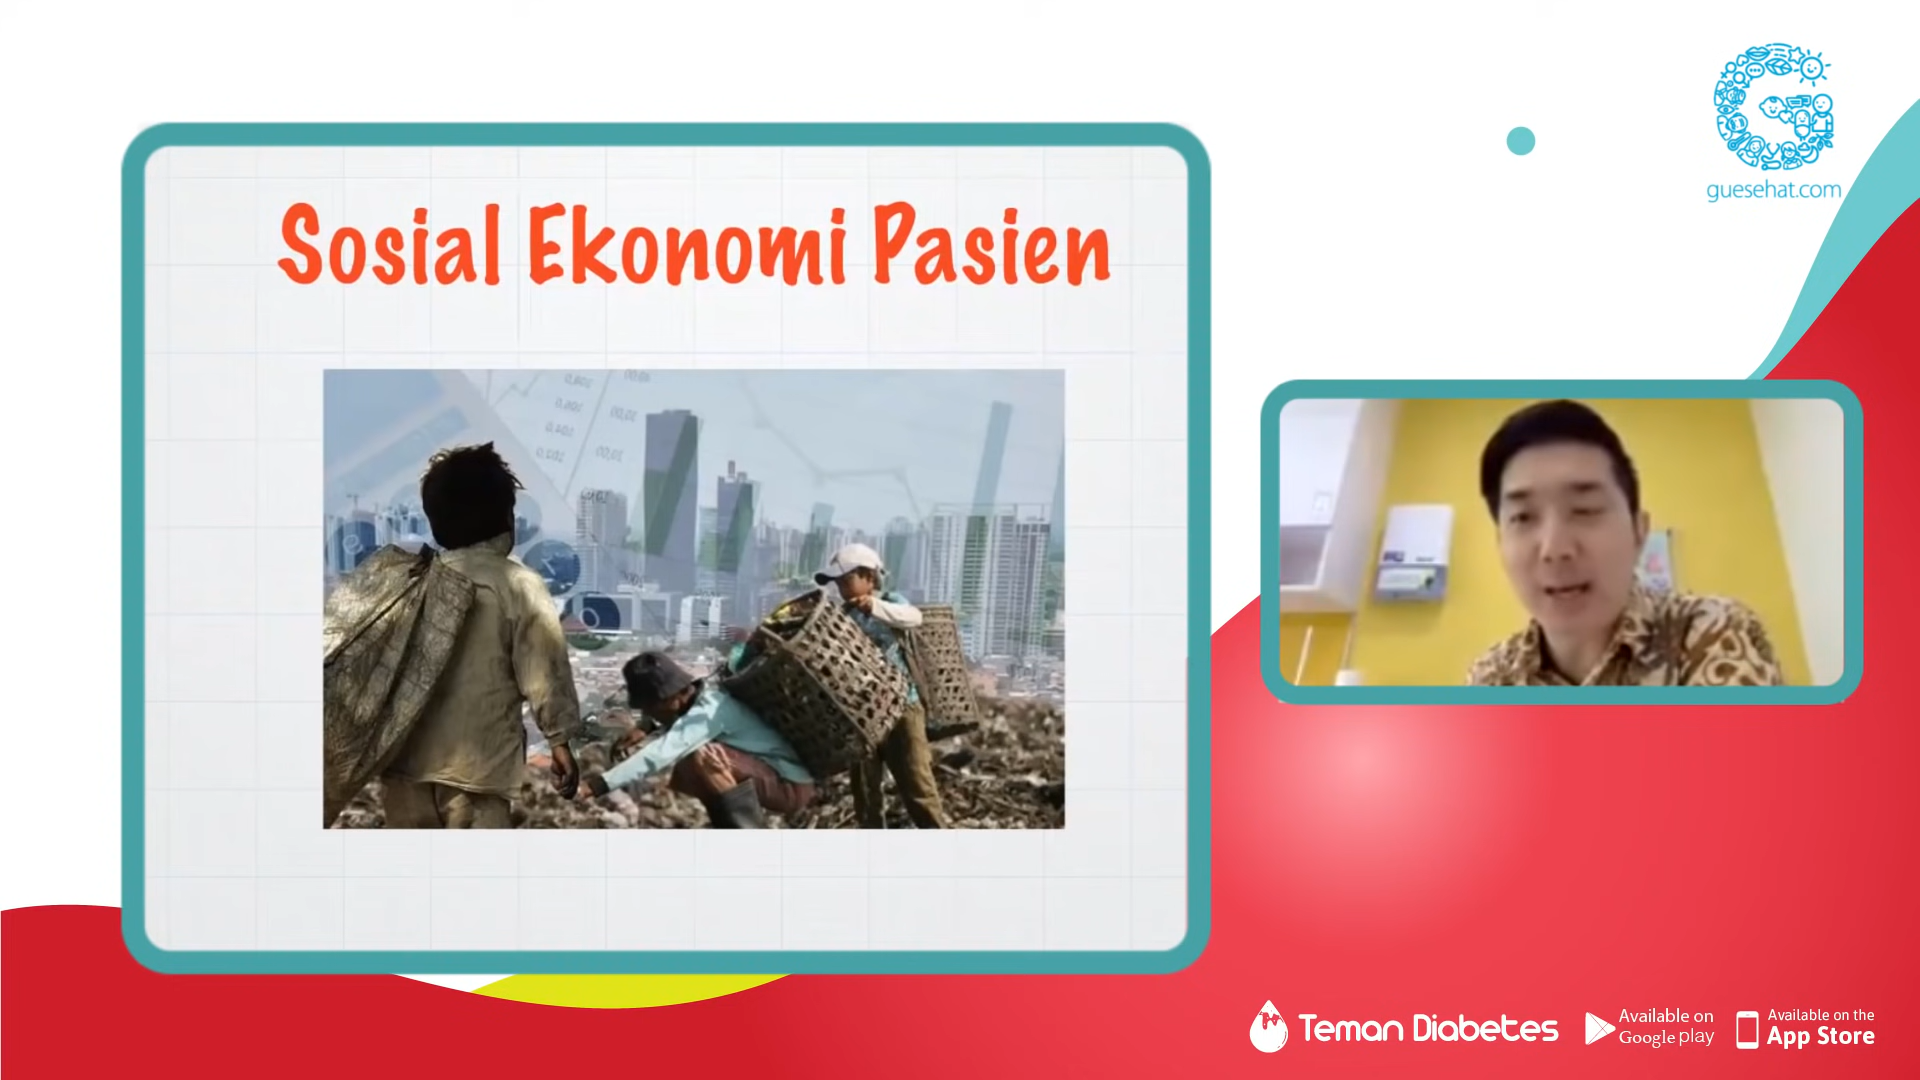 Sosial Ekonomi Pasien
guesehat.com
Teman Diabetes
Available on
Google play
Available on the
App Store